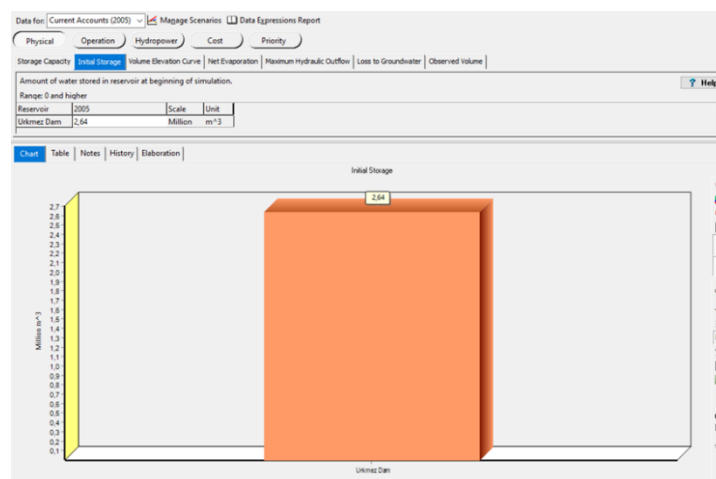 Data for: Current Accounts (2005) Manage Scenarios Data Expressions Report
Physical Operation Hydropower Cost Priority
Storage Capacity Initial Storage Volume Elevation Curve Net Evaporation Maximum Hydraulic Outflow Loss to Groundwater Observed Volume
Amount of water stored in reservoir at beginning of simulation.
? Help
Range: 0 and higher
Reservoir 2005 Scale Unit
Urkmez Dam 2,64 Million m^3
Chart Table Notes History Elaboration
Initial Storage
2,64
2,7
2,6
2,5
2,4
2,3
2,2
2,1
2,0
1,9
1,8
1,7
1,6
1,5
1,4
1,3
1,2
1,1
1,0
0,9
0,8
0,7
0,6
0,5
0,4
0,3
0,2
0,1
Million m^3
Urkmez Dam